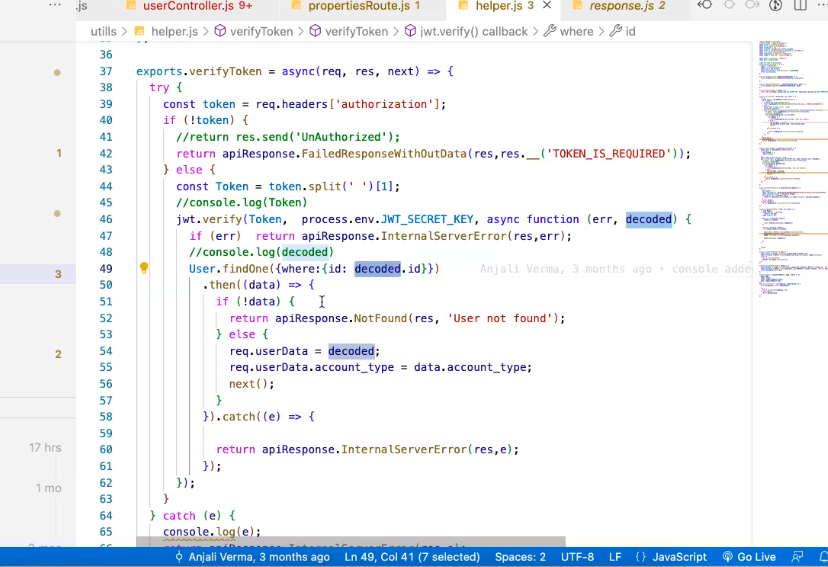 .js
userController.js 9+
propertiesRoute.js 1
helper.js 3
response.js 2
utills > helper.js > verifyToken > verifyToken > jwt.verify() callback > where > id
36
37 exports.verifyToken = async(req, res, next) => {
38 try {
39 const token = req.headers['authorization'];
40 if (!token) {
41 //return res.send('UnAuthorized');
42 return apiResponse.FailedResponseWithOutData(res,res.__('TOKEN_IS_REQUIRED'));
43 } else {
44 const Token = token.split(' ')[1];
45 //console.log(Token)
46 jwt.verify(Token, process.env.JWT_SECRET_KEY, async function (err, decoded) {
47 if (err) return apiResponse.InternalServerError(res,err);
48 //console.log(decoded)
49 User.findOne({where:{id: decoded.id}}) Anjali Verma, 3 months ago • console adde
50 .then((data) => {
51 if (!data) {
52 return apiResponse.NotFound(res, 'User not found');
53 } else {
54 req.userData = decoded;
55 req.userData.account_type = data.account_type;
56 next();
57 }
58 }).catch((e) => {
59
60 return apiResponse.InternalServerError(res,e);
61 });
62 });
63 }
64 } catch (e) {
65 console.log(e);
1
3
2
17 hrs
1 mo
Anjali Verma, 3 months ago Ln 49, Col 41 (7 selected) Spaces: 2 UTF-8 LF {} JavaScript Go Live